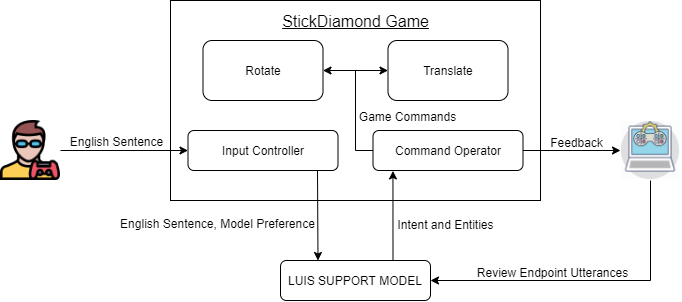 StickDiamond Game
Rotate
Translate
Game Commands
English Sentence
Input Controller
Command Operator
Feedback
English Sentence, Model Preference
Intent and Entities
LUIS SUPPORT MODEL
Review Endpoint Utterances